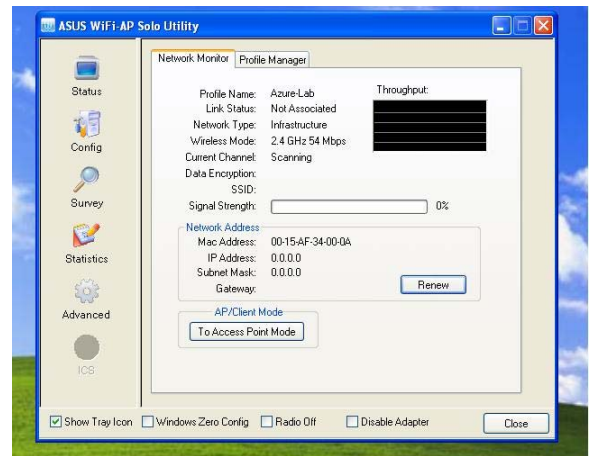 ASUS WiFi-AP Solo Utility
Network Monitor Profile Manager
Status
Config
Survey
Statistics
Advanced
ICS
Profile Name: Azure-Lab
Link Status: Not Associated
Network Type: Infrastructure
Wireless Mode: 2.4 GHz 54 Mbps
Current Channel: Scanning
Data Encryption:
SSID:
Signal Strength: 0%
Throughput:
Network Address
Mac Address: 00-15-AF-34-00-0A
IP Address: 0.0.0.0
Subnet Mask: 0.0.0.0
Gateway:
Renew
AP/Client Mode
To Access Point Mode
Show Tray Icon Windows Zero Config Radio Off Disable Adapter Close